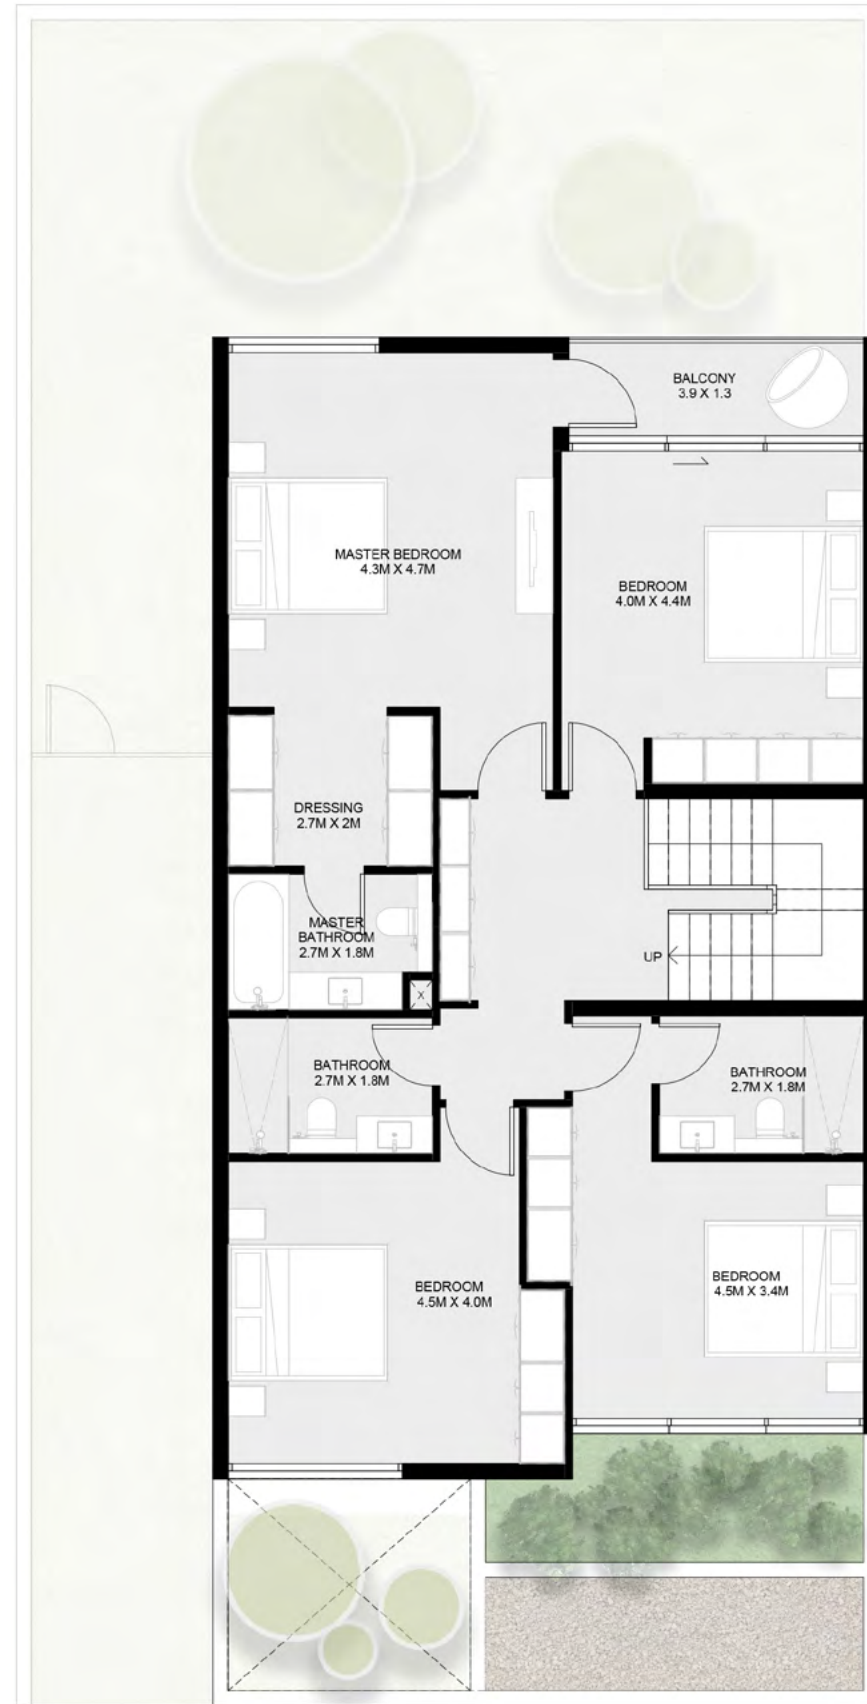 BALCONY
3.9 X 1.3
MASTER BEDROOM
4.3M X 4.7M
BEDROOM
4.0M X 4.4M
DRESSING
2.7M X 2M
MASTER
BATHROOM
2.7M X 1.8M
UP
X
BATHROOM
2.7M X 1.8M
BATHROOM
2.7M X 1.8M
BEDROOM
4.5M X 4.0M
BEDROOM
4.5M X 3.4M